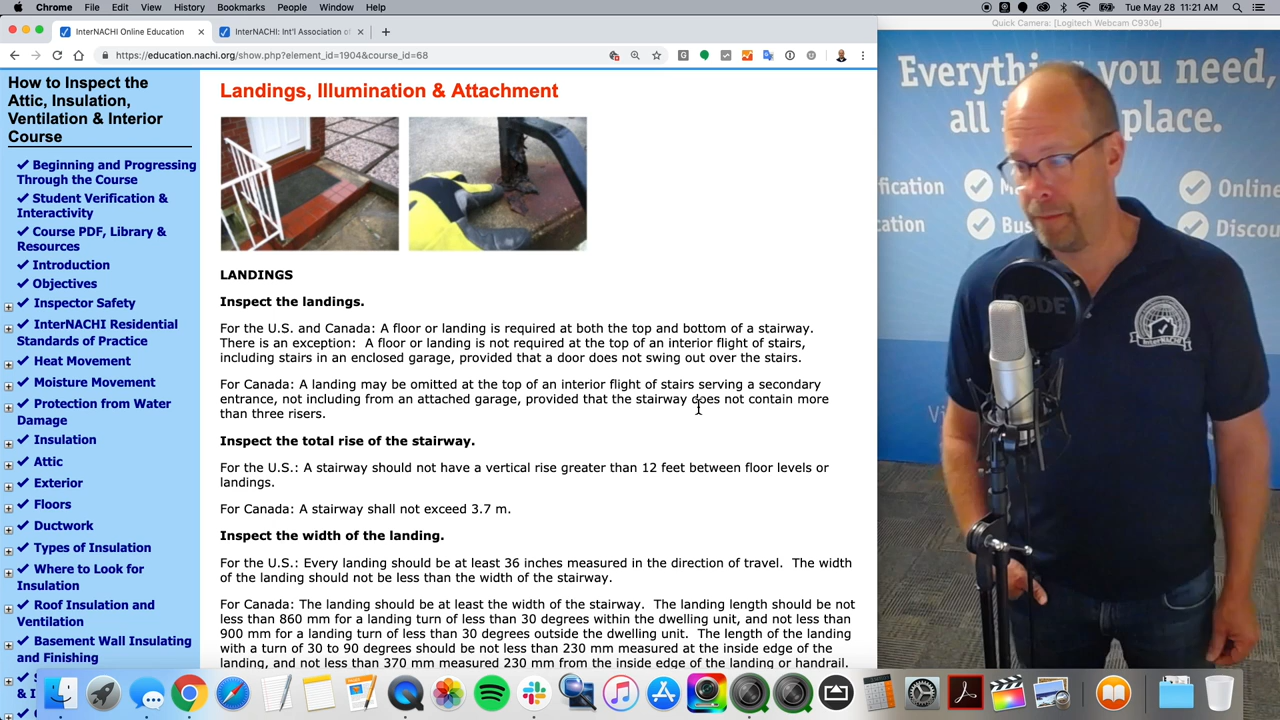 Chrome File Edit View History Bookmarks People Window Help
Tue May 28 11:21 AM
Quick Camera: [Logitech Webcam C930e]
InterNACHI Online Education
InterNACHI: Int'l Association of
https://education.nachi.org/show.php?element_id=1904&course_id=68
How to Inspect the
Attic, Insulation,
Ventilation & Interior
Course
Beginning and Progressing
Through the Course
Student Verification &
Interactivity
Course PDF, Library &
Resources
Introduction
Objectives
Inspector Safety
InterNACHI Residential
Standards of Practice
Heat Movement
Moisture Movement
Protection from Water
Damage
Insulation
Attic
Exterior
Floors
Ductwork
Types of Insulation
Where to Look for
Insulation
Roof Insulation and
Ventilation
Basement Wall Insulating
and Finishing
Landings, Illumination & Attachment
LANDINGS
Inspect the landings.
For the U.S. and Canada: A floor or landing is required at both the top and bottom of a stairway.
There is an exception: A floor or landing is not required at the top of an interior flight of stairs,
including stairs in an enclosed garage, provided that a door does not swing out over the stairs.
For Canada: A landing may be omitted at the top of an interior flight of stairs serving a secondary
entrance, not including from an attached garage, provided that the stairway does not contain more
than three risers.
Inspect the total rise of the stairway.
For the U.S.: A stairway should not have a vertical rise greater than 12 feet between floor levels or
landings.
For Canada: A stairway shall not exceed 3.7 m.
Inspect the width of the landing.
For the U.S.: Every landing should be at least 36 inches measured in the direction of travel. The width
of the landing should not be less than the width of the stairway.
For Canada: The landing should be at least the width of the stairway. The landing length should be not
less than 860 mm for a landing turn of less than 30 degrees within the dwelling unit, and not less than
900 mm for a landing turn of less than 30 degrees outside the dwelling unit. The length of the landing
with a turn of 30 to 90 degrees should be not less than 230 mm measured at the inside edge of the
landing, and not less than 370 mm measured 230 mm from the inside edge of the landing or handrail.
Everything you need,
all place.
Online
Discou
RØDE
InterNACHI